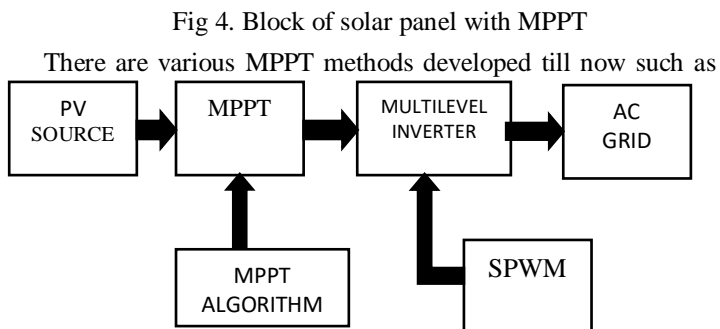 Fig 4. Block of solar panel with MPPT
There are various MPPT methods developed till now such as
PV
SOURCE
MPPT
MULTILEVEL
INVERTER
AC
GRID
MPPT
ALGORITHM
SPWM